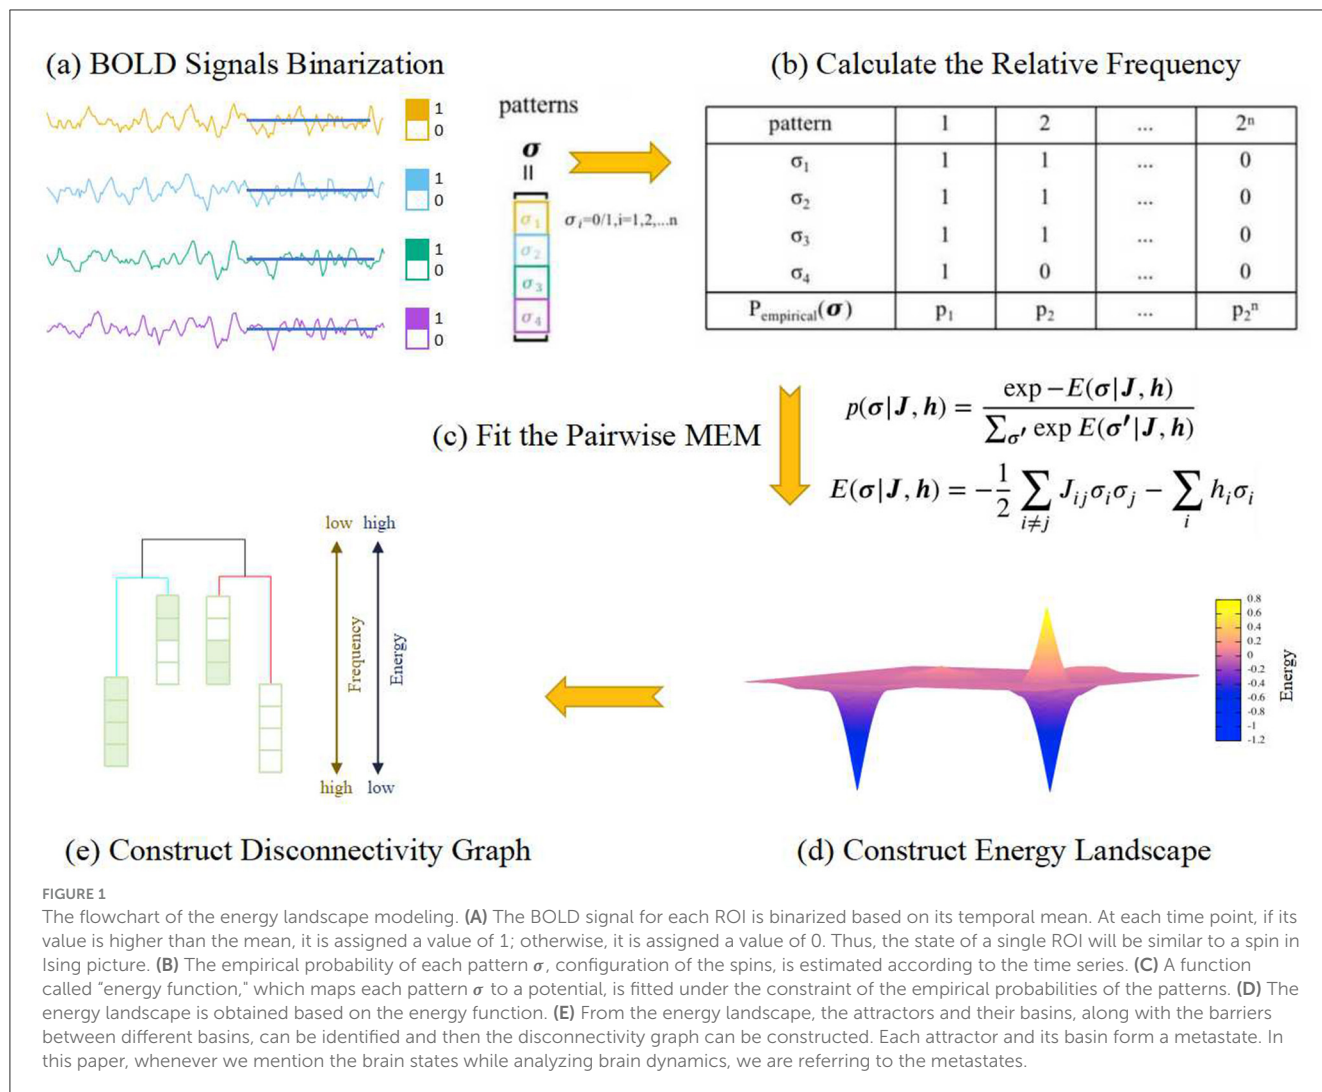 (a) BOLD Signals Binarization
1
0
1
0
1
0
1
0
patterns
σ
=
σ₁
σ₂
σ₃
σ₄
σᵢ=0/1,i=1,2,...n
(b) Calculate the Relative Frequency
pattern 1 2 ... 2ⁿ
σ₁ 1 1 ... 0
σ₂ 1 1 ... 0
σ₃ 1 1 ... 0
σ₄ 1 0 ... 0
P_empirical(σ) p₁ p₂ ... p₂ⁿ
(c) Fit the Pairwise MEM
p(σ|J, h) = exp −E(σ|J, h) / ∑_σ′ exp E(σ′|J, h)
E(σ|J, h) = −1/2 ∑_{i≠j} J_{ij}σ_iσ_j − ∑_i h_iσ_i
low high
Frequency
Energy
high low
(e) Construct Disconnectivity Graph
0.8
0.6
0.4
0.2
0
-0.2
-0.4
-0.6
-0.8
-1
-1.2
Energy
(d) Construct Energy Landscape
FIGURE 1
The flowchart of the energy landscape modeling. (A) The BOLD signal for each ROI is binarized based on its temporal mean. At each time point, if its
value is higher than the mean, it is assigned a value of 1; otherwise, it is assigned a value of 0. Thus, the state of a single ROI will be similar to a spin in
Ising picture. (B) The empirical probability of each pattern σ, configuration of the spins, is estimated according to the time series. (C) A function
called "energy function," which maps each pattern σ to a potential, is fitted under the constraint of the empirical probabilities of the patterns. (D) The
energy landscape is obtained based on the energy function. (E) From the energy landscape, the attractors and their basins, along with the barriers
between different basins, can be identified and then the disconnectivity graph can be constructed. Each attractor and its basin form a metastate. In
this paper, whenever we mention the brain states while analyzing brain dynamics, we are referring to the metastates.